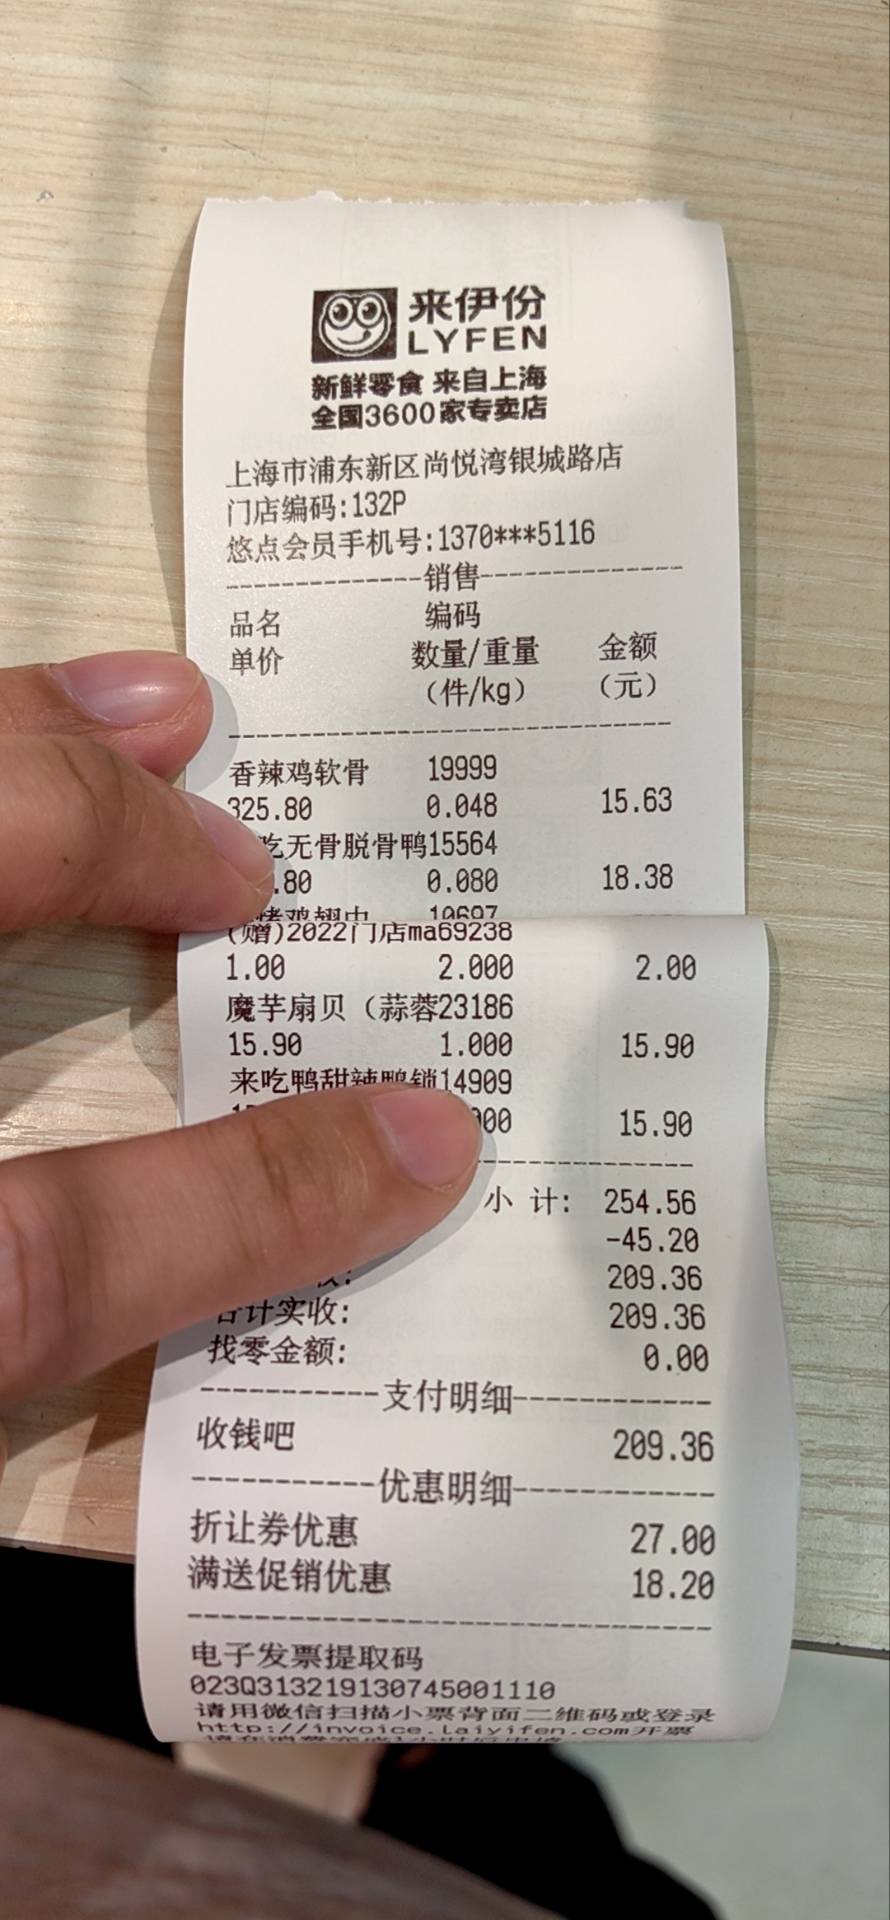 来伊份
LYFEN
新鲜零食 来自上海
全国3600家专卖店
上海市浦东新区尚悦湾银城路店
门店编码:132P
悠点会员手机号:1370***5116
------------销售------------
品名 编码
单价 数量/重量 金额
(件/kg) (元)
香辣鸡软骨 19999
325.80 0.048 15.63
吃无骨脱骨鸭15564
.80 0.080 18.38
烤鸡翅中 10697
(赠)2022门店ma69238
1.00 2.000 2.00
魔芋扇贝(蒜蓉23186
15.90 1.000 15.90
来吃鸭甜辣鸭锁14909
15.90
小 计: 254.56
-45.20
209.36
合计实收: 209.36
找零金额: 0.00
-----------支付明细-----------
收钱吧 209.36
-----------优惠明细-----------
折让券优惠 27.00
满送促销优惠 18.20
电子发票提取码
023Q313219130745001110
请用微信扫描小票背面二维码或登录
http://invoice.laiyifen.com开票